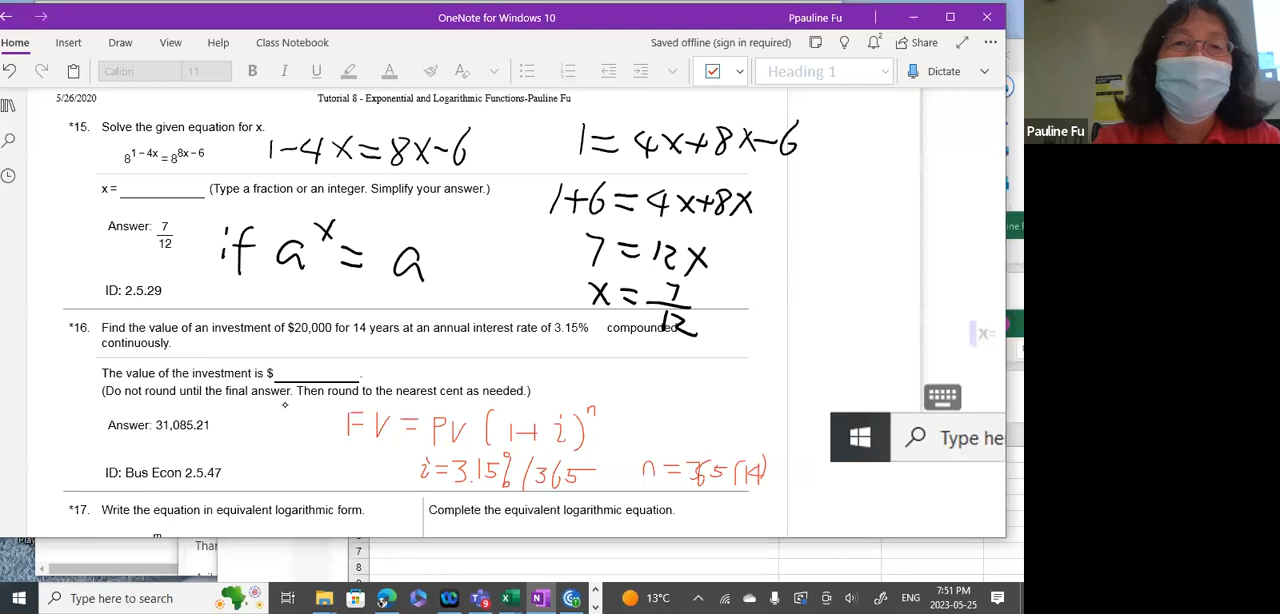 OneNote for Windows 10
Ppauline Fu
Home Insert Draw View Help Class Notebook
Saved offline (sign in required)
Share
Calibri 11
B I U A
Heading 1
Dictate
5/26/2020
Tutorial 8 - Exponential and Logarithmic Functions-Pauline Fu
*15. Solve the given equation for x.
8^(1 − 4x) = 8^(8x − 6)
1-4x=8x-6
1=4x+8x-6
x = ________ (Type a fraction or an integer. Simplify your answer.)
1+6=4x+8x
Answer: 7/12
if a^x = a
7=12x
x=7/12
ID: 2.5.29
*16. Find the value of an investment of $20,000 for 14 years at an annual interest rate of 3.15% compounded
continuously.
The value of the investment is $________.
(Do not round until the final answer. Then round to the nearest cent as needed.)
Answer: 31,085.21
FV=PV(1+i)^n
i=3.15%/365 n=365(14)
ID: Bus Econ 2.5.47
*17. Write the equation in equivalent logarithmic form.
Complete the equivalent logarithmic equation.
m
Pauline Fu
x=
Type he
7
8
Type here to search
13°C
ENG
7:51 PM
2023-05-25